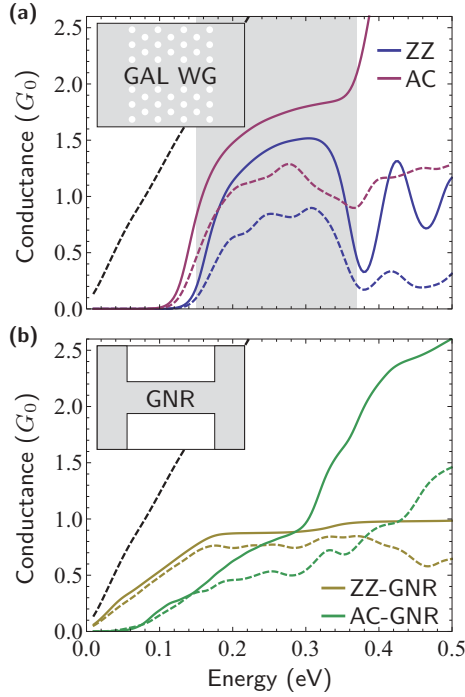 (a)
2.5
2.0
1.5
1.0
0.5
0.0
Conductance (G0)
GAL WG
ZZ
AC
(b)
2.5
2.0
1.5
1.0
0.5
0.0
Conductance (G0)
GNR
ZZ-GNR
AC-GNR
0.0 0.1 0.2 0.3 0.4 0.5
Energy (eV)